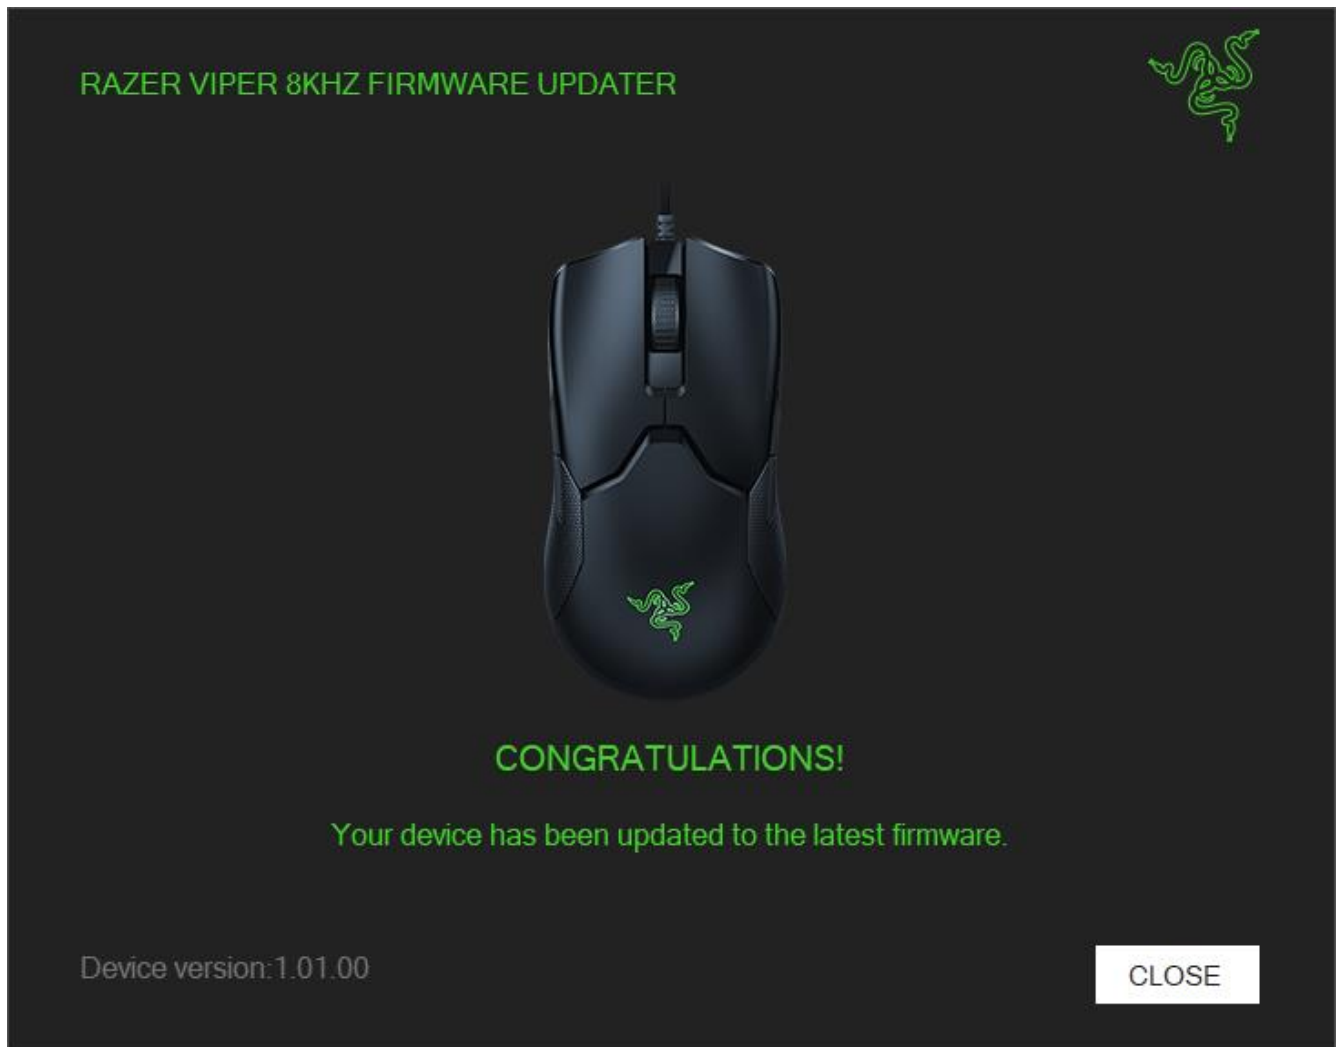 RAZER VIPER 8KHZ FIRMWARE UPDATER
CONGRATULATIONS!
Your device has been updated to the latest firmware.
Device version:1.01.00
CLOSE